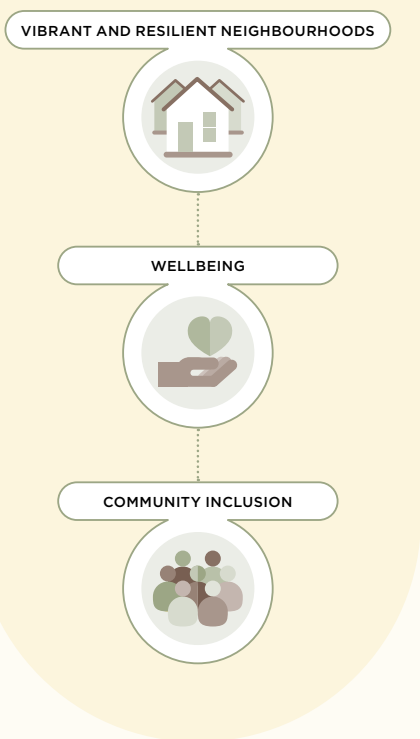 VIBRANT AND RESILIENT NEIGHBOURHOODS
WELLBEING
COMMUNITY INCLUSION